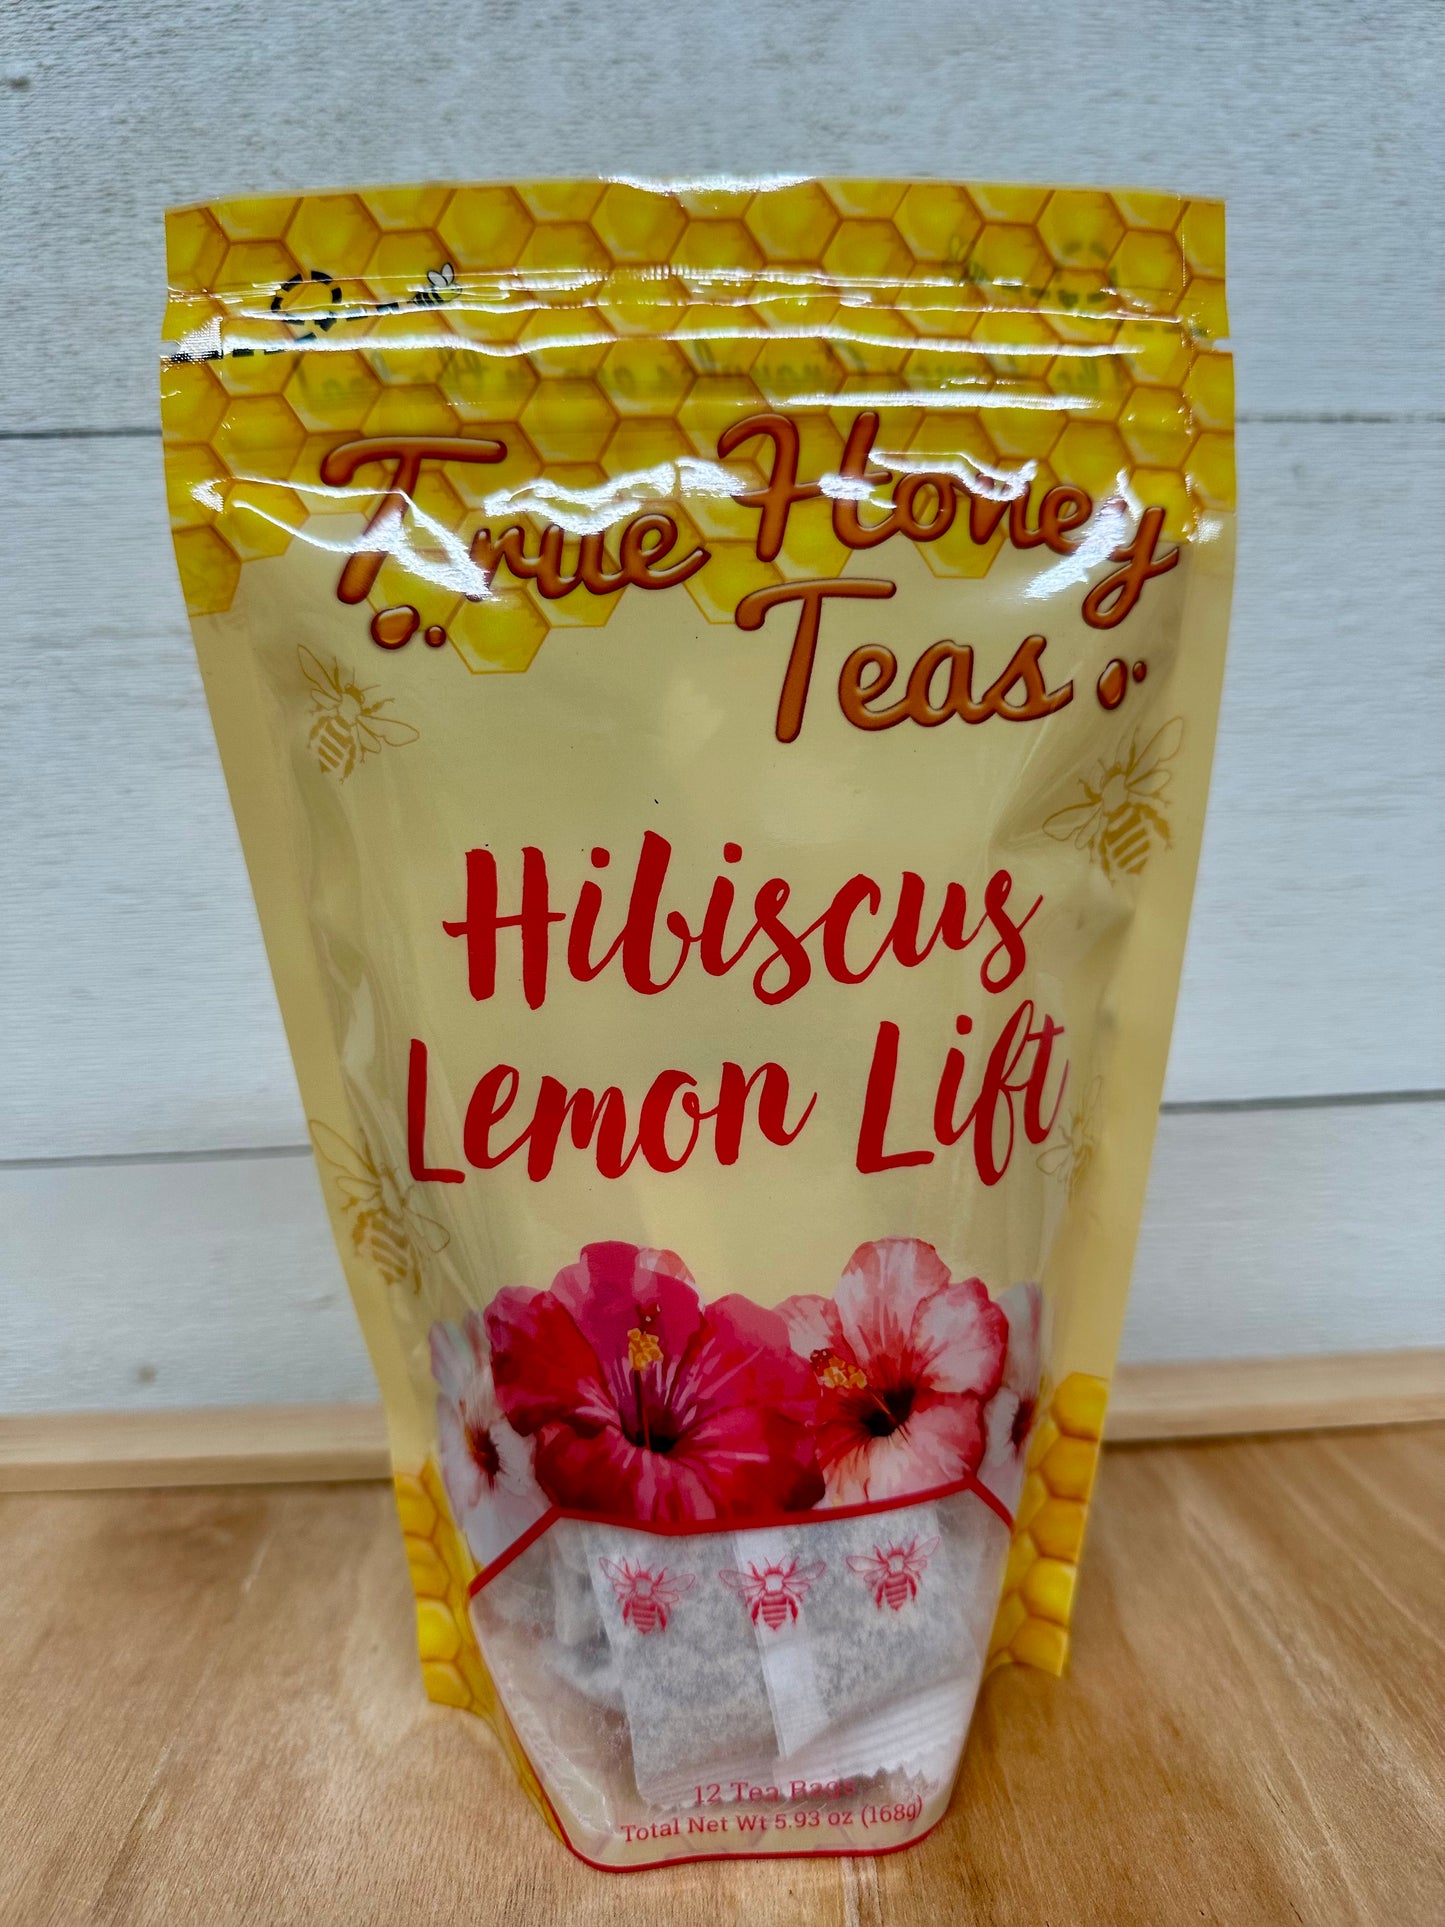 True Honey
Teas
Hibiscus
Lemon Lift
12 Tea Bags
Total Net Wt 5.93 oz (168g)